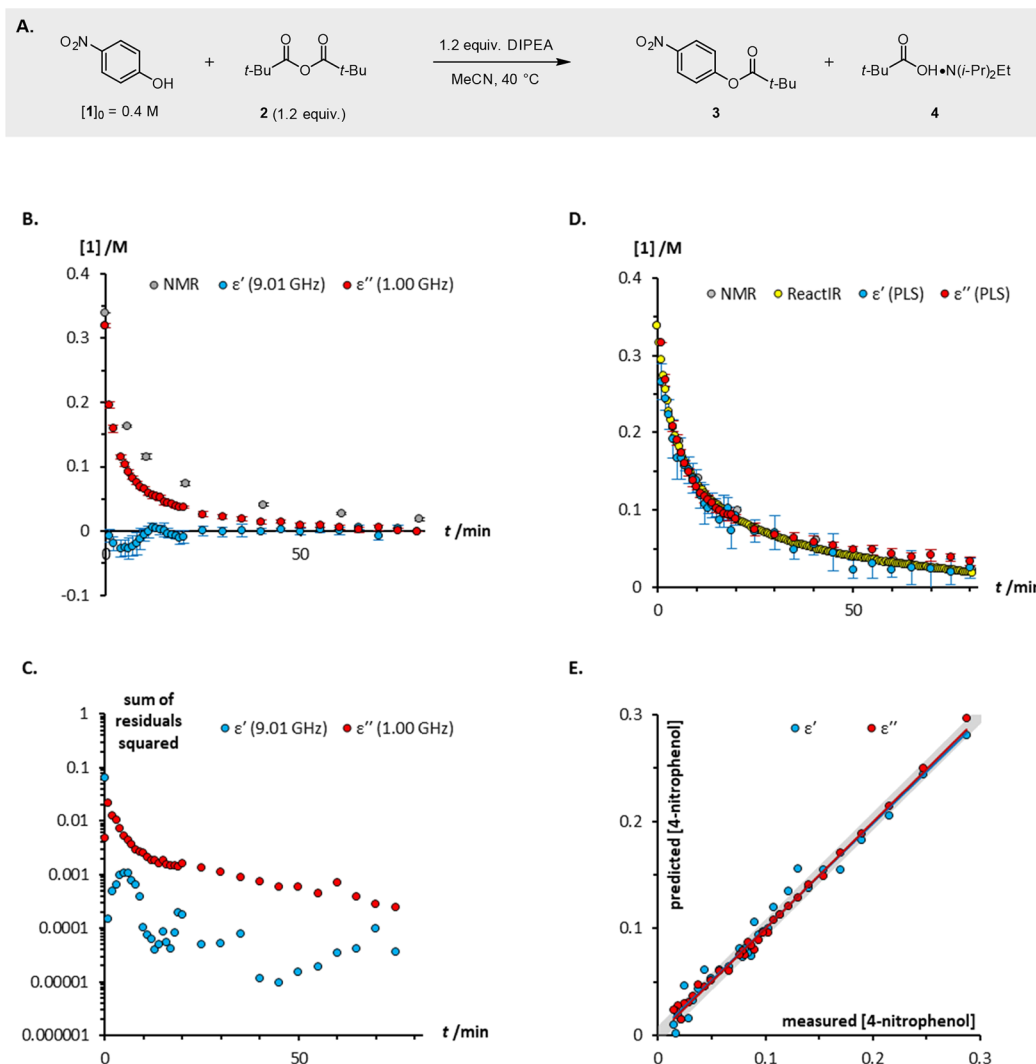 A.
O₂N
OH
[1]₀ = 0.4 M
+
O O
t-Bu O t-Bu
2 (1.2 equiv.)
1.2 equiv. DIPEA
MeCN, 40 °C
O₂N
O
O t-Bu
3
+
O
t-Bu OH•N(i-Pr)₂Et
4
B.
[1] /M
NMR ε′ (9.01 GHz) ε″ (1.00 GHz)
0.4
0.3
0.2
0.1
0
-0.1
0 50
t /min
D.
[1] /M
NMR ReactIR ε′ (PLS) ε″ (PLS)
0.4
0.3
0.2
0.1
0
0 50
t /min
C.
sum of
residuals
squared
ε′ (9.01 GHz) ε″ (1.00 GHz)
1
0.1
0.01
0.001
0.0001
0.00001
0.000001
0 50
t /min
E.
predicted [4-nitrophenol]
ε′ ε″
0.3
0.2
0.1
0
measured [4-nitrophenol]
0 0.1 0.2 0.3